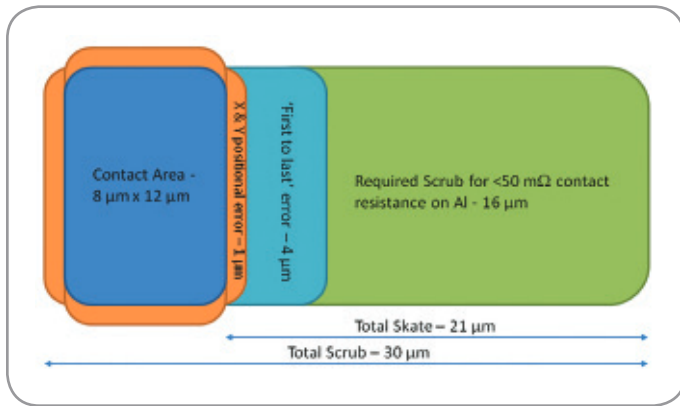 Contact Area -
8 µm x 12 µm
X & Y positional error – 1 µm
'First to last' error – 4 µm
Required Scrub for <50 mΩ contact
resistance on Al - 16 µm
Total Skate – 21 µm
Total Scrub – 30 µm